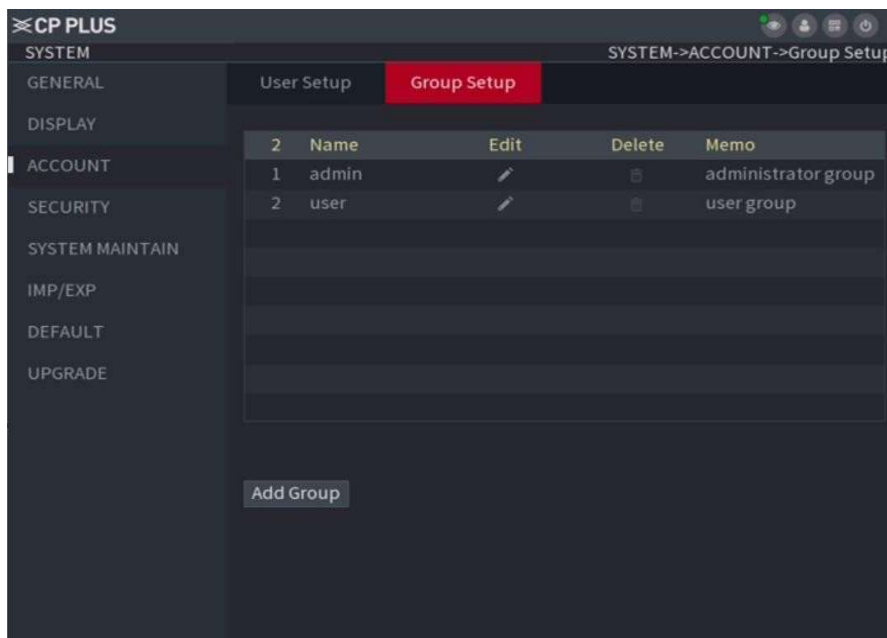 CP PLUS
SYSTEM
SYSTEM->ACCOUNT->Group Setup
GENERAL
DISPLAY
ACCOUNT
SECURITY
SYSTEM MAINTAIN
IMP/EXP
DEFAULT
UPGRADE
User Setup Group Setup
2 Name Edit Delete Memo
1 admin administrator group
2 user user group
Add Group